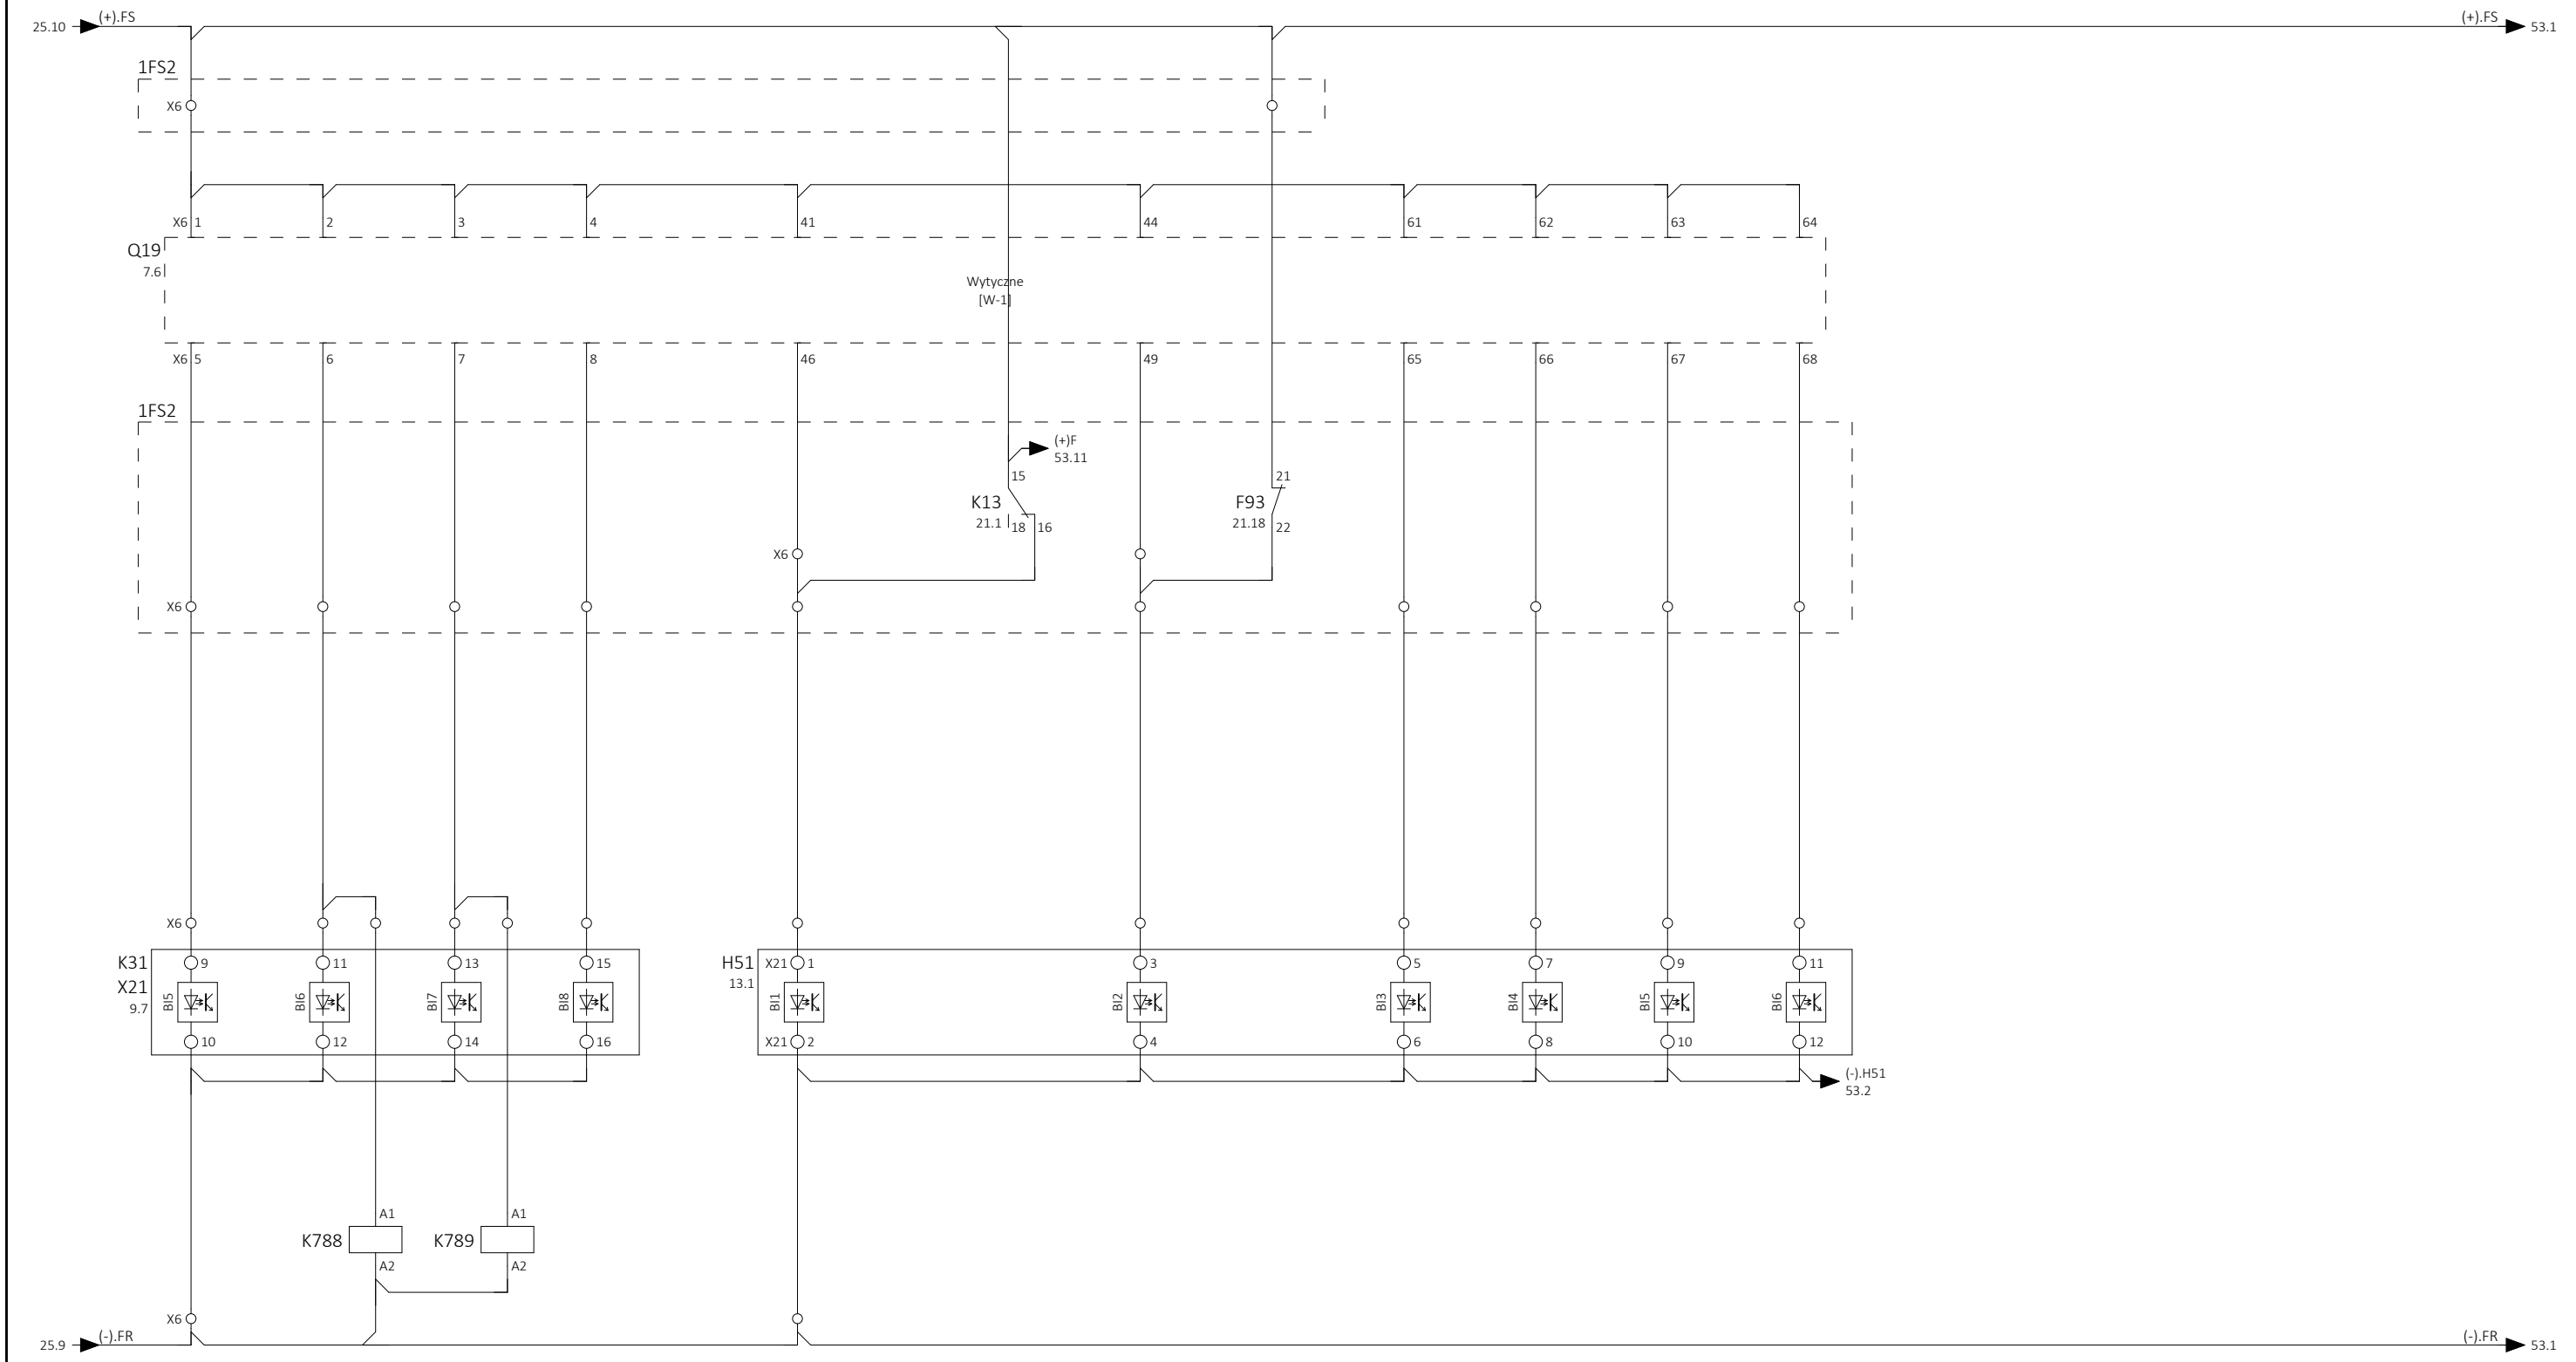 (+).FS (+).FS
25.10 53.1
1FS2
X6
X6 1 2 3 4 41 44 61 62 63 64
Q19
7.6
Wytyczne
[W-1]
X6 5 6 7 8 46 49 65 66 67 68
1FS2
(+)F
53.11
15 21
K13 F93
21.1 18 16 21.18 22
X6
X6
X6
K31 9 11 13 15 H51 X21 1 3 5 7 9 11
X21 13.1
9.7 BI5 BI6 BI7 BI8 BI1 BI2 BI3 BI4 BI5 BI6
10 12 14 16 X21 2 4 6 8 10 12
(-).H51
53.2
A1 A1
K788 K789
A2 A2
X6
(-).FR (-).FR
25.9 53.1